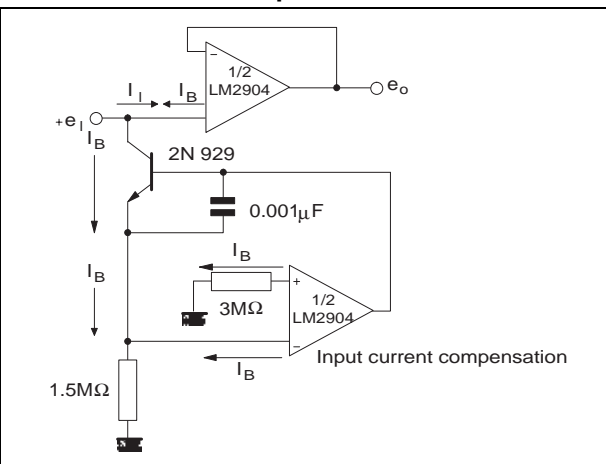 1/2
LM2904
I I
I B
e o
+e I
I B
2N 929
0.001μF
I B
I B
3MΩ
+
1/2
LM2904
−
Input current compensation
I B
1.5MΩ